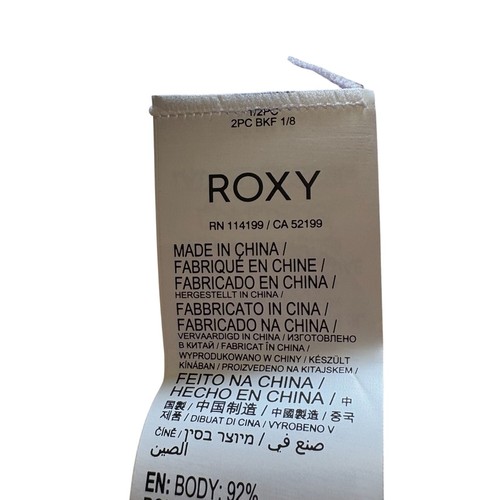 1/2PC
2PC BKF 1/8
ROXY
RN 114199 / CA 52199
MADE IN CHINA /
FABRIQUÉ EN CHINE /
FABRICADO EN CHINA /
HERGESTELLT IN CHINA /
FABBRICATO IN CINA /
FABRICADO NA CHINA /
VERVAARDIGD IN CHINA / ИЗГОТОВЛЕНО
В КИТАЙ / FABRICAT ÎN CHINA /
WYPRODUKOWANO W CHINY / KÉSZÜLT
KÍNÁBAN / PROIZVEDENO NA KITAJSKEM /
FEITO NA CHINA /
HECHO EN CHINA / 中
国製 / 中国制造 / 中國製造 / 중국
제품 / DIBUAT DI CINA / VYROBENO V
ČÍNĚ / מיוצר בסין / صنع في
الصين
EN: BODY: 92%